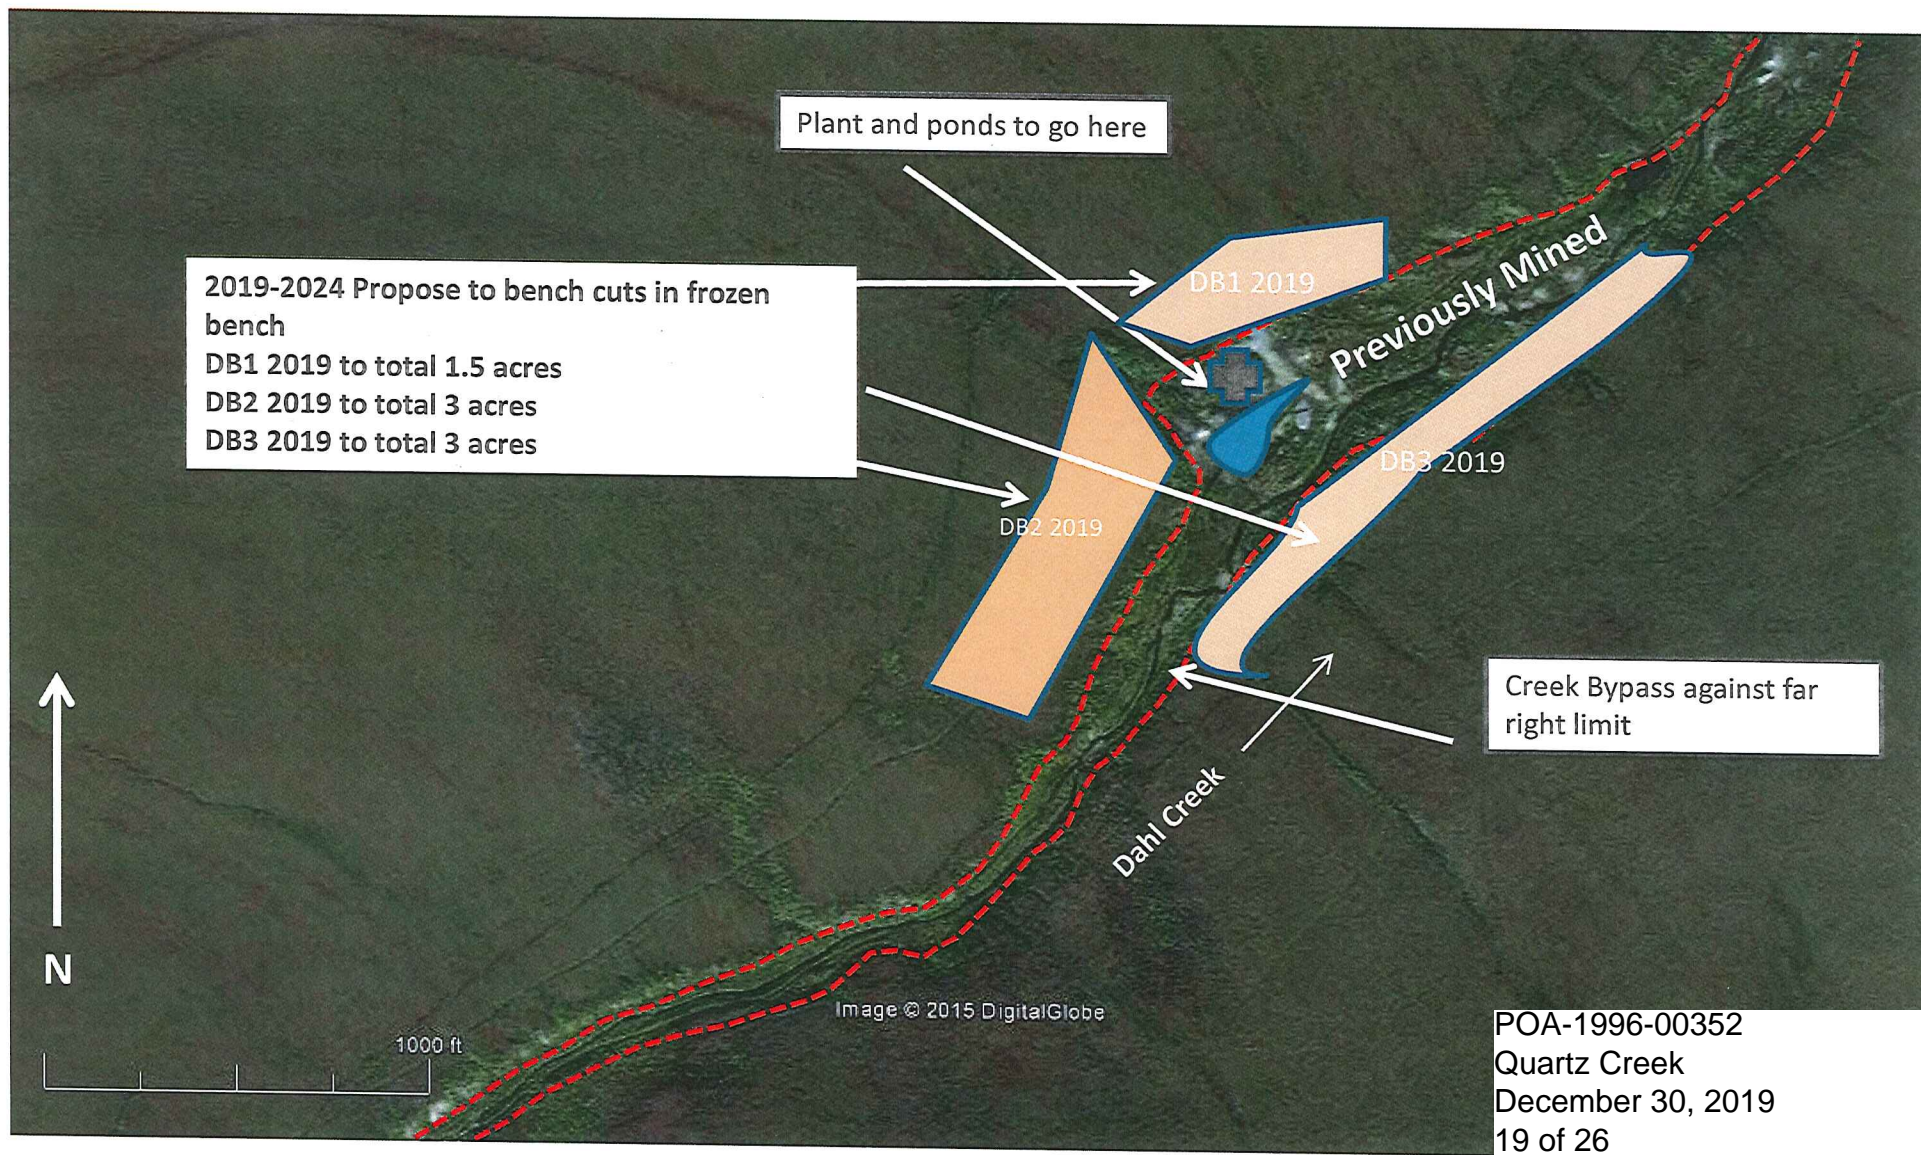 Plant and ponds to go here
2019-2024 Propose to bench cuts in frozen
bench
DB1 2019 to total 1.5 acres
DB2 2019 to total 3 acres
DB3 2019 to total 3 acres
DB1 2019
Previously Mined
DB3 2019
DB2 2019
Creek Bypass against far
right limit
Dahl Creek
N
Image © 2015 DigitalGlobe
1000 ft
POA-1996-00352
Quartz Creek
December 30, 2019
19 of 26